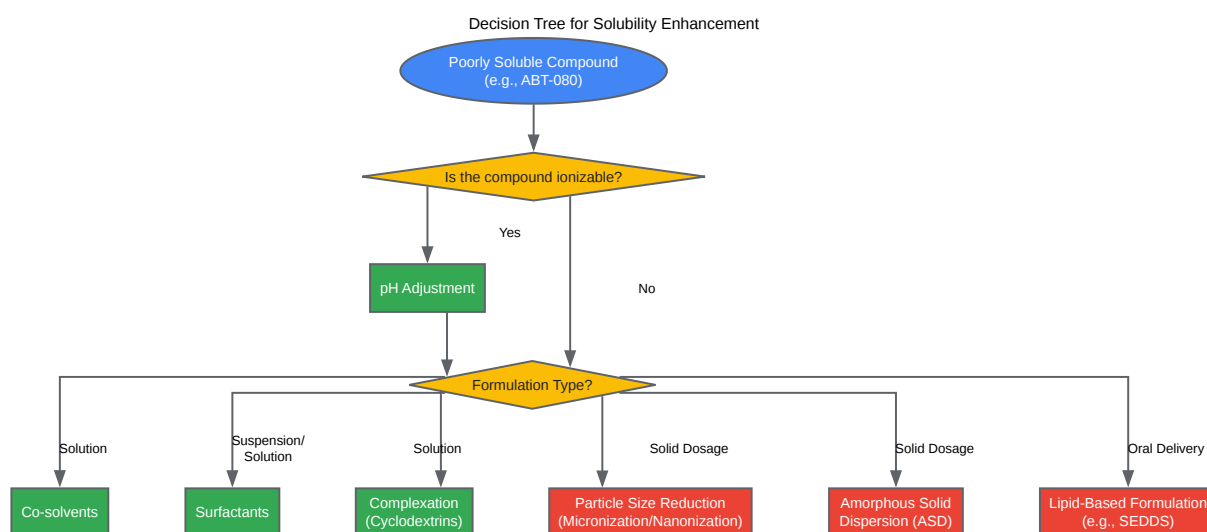 Decision Tree for Solubility Enhancement
Poorly Soluble Compound
(e.g., ABT-080)
Is the compound ionizable?
Yes
pH Adjustment
No
Formulation Type?
Solution
Suspension/
Solution
Solution
Solid Dosage
Solid Dosage
Oral Delivery
Co-solvents
Surfactants
Complexation
(Cyclodextrins)
Particle Size Reduction
(Micronization/Nanonization)
Amorphous Solid
Dispersion (ASD)
Lipid-Based Formulation
(e.g., SEDDS)